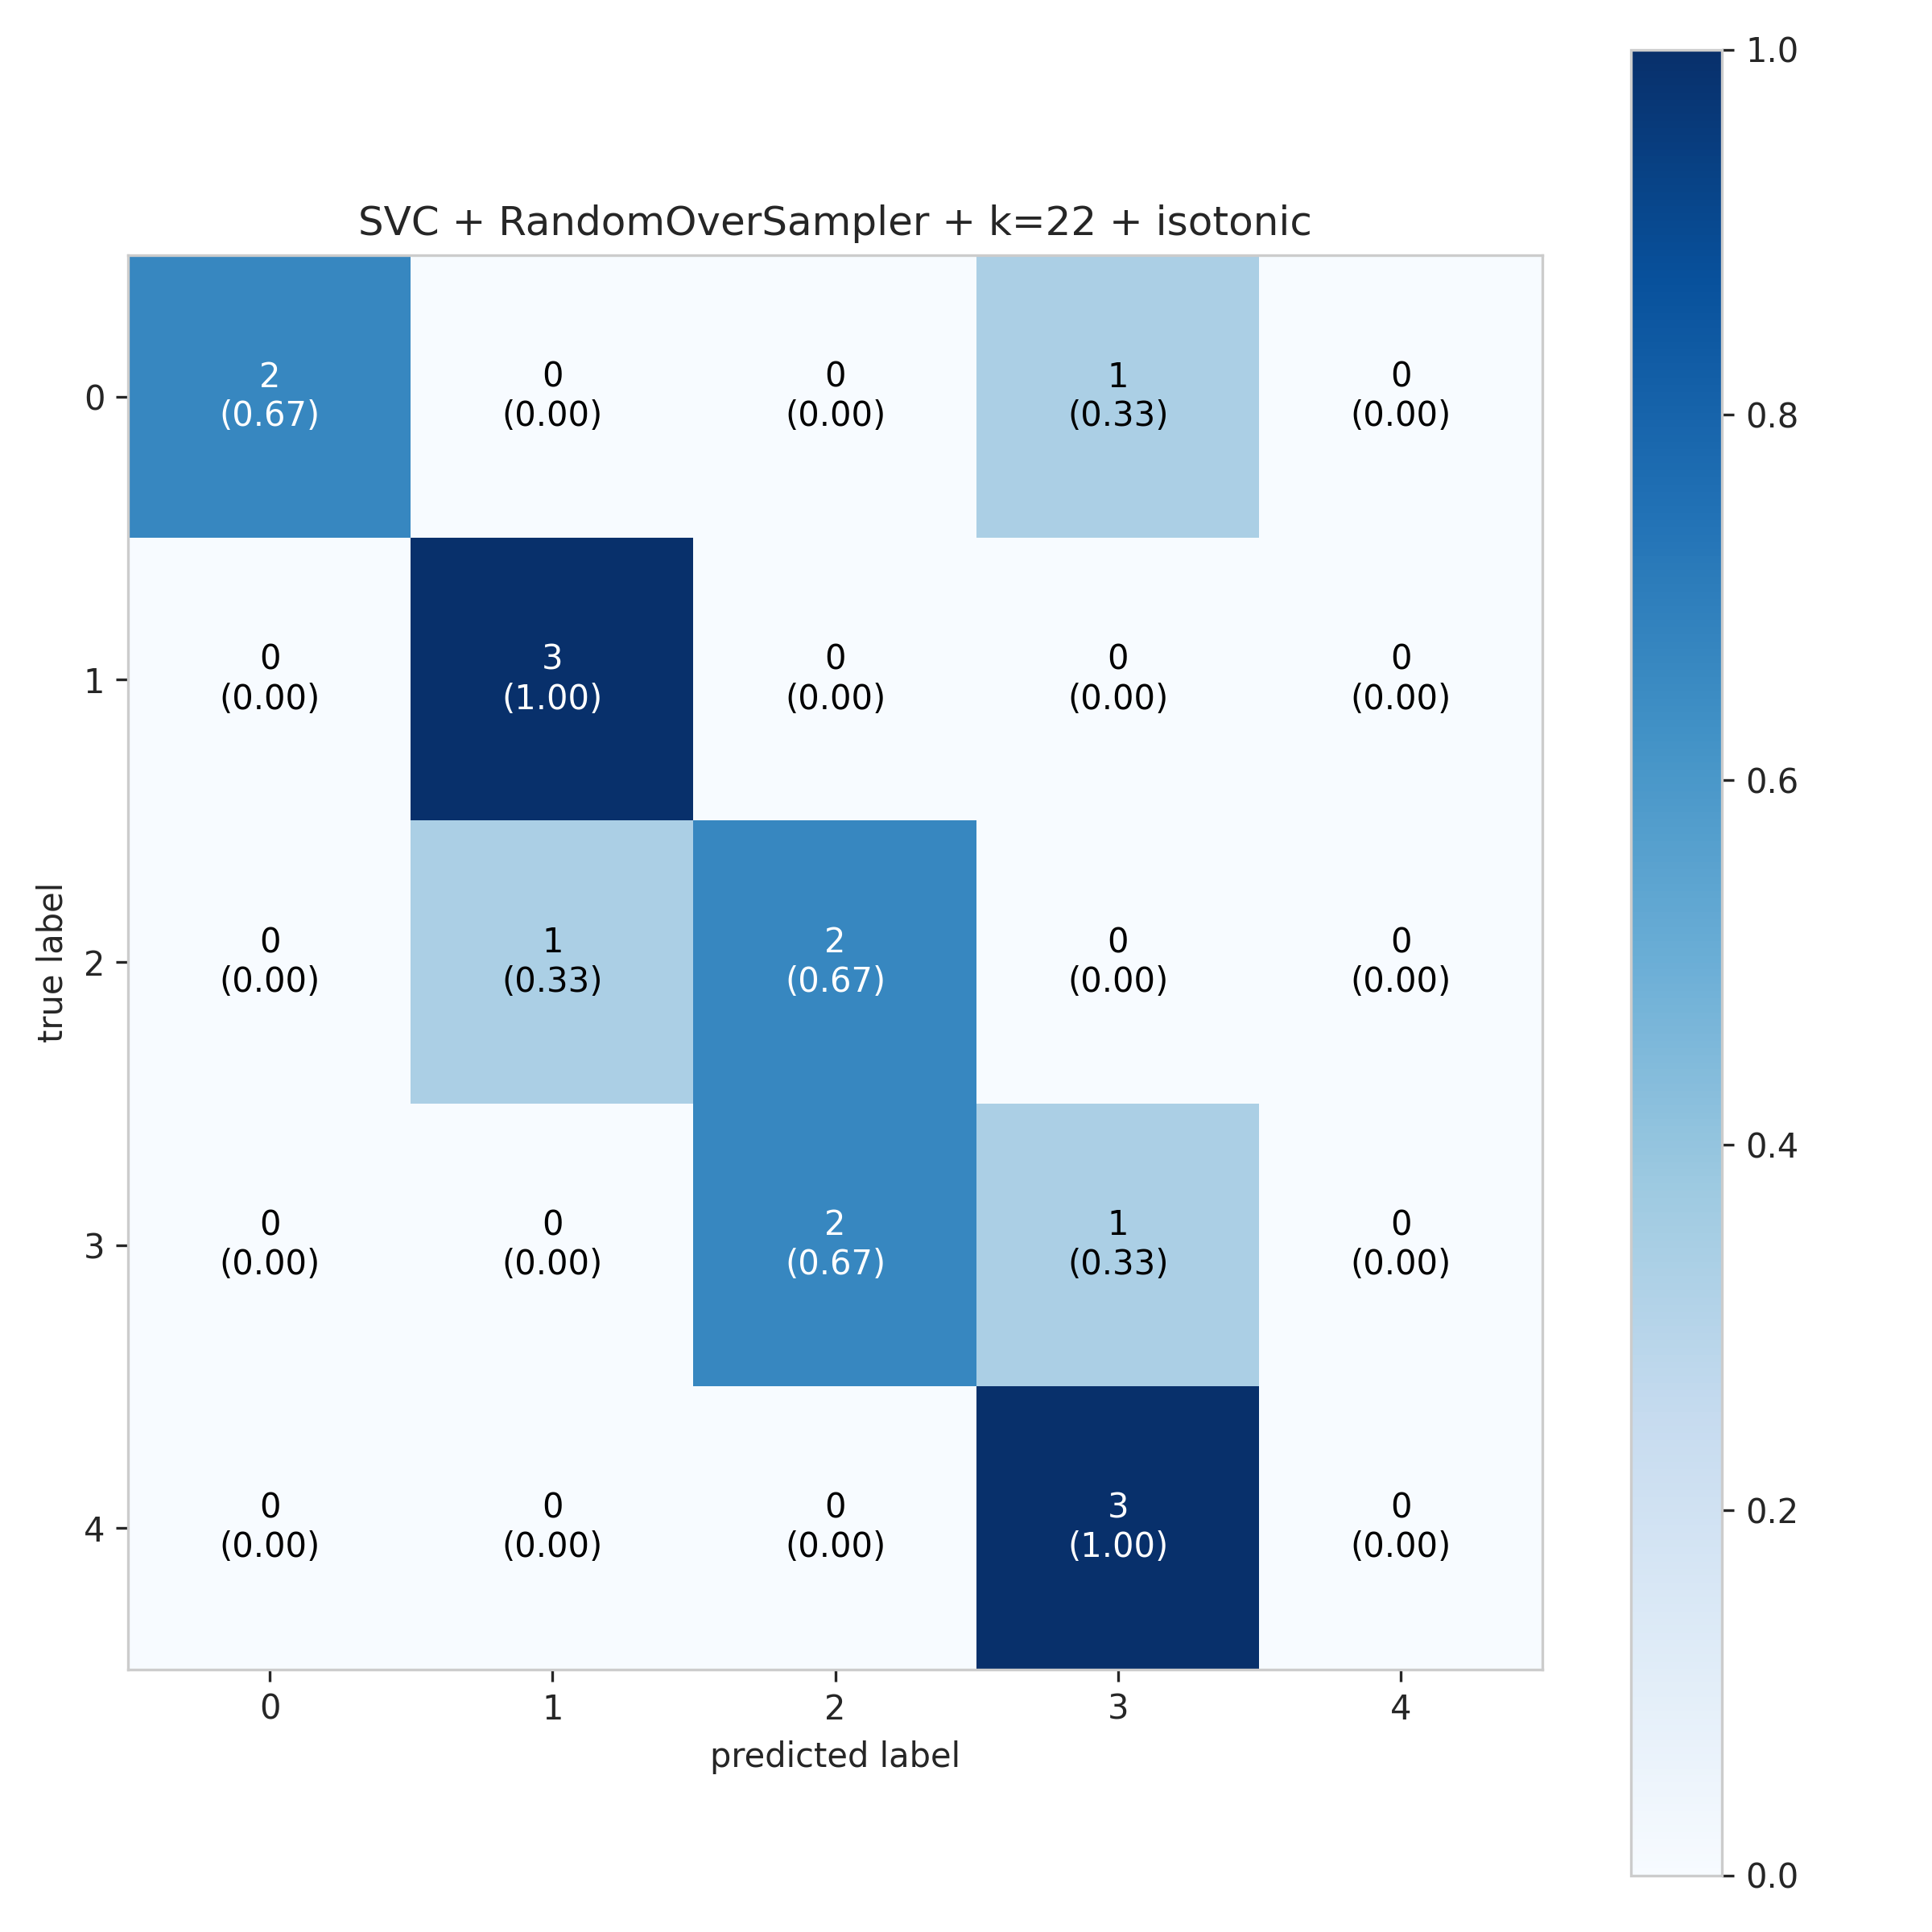 SVC + RandomOverSampler + k=22 + isotonic
2 0 0 1 0
(0.67) (0.00) (0.00) (0.33) (0.00)
0
0 3 0 0 0
(0.00) (1.00) (0.00) (0.00) (0.00)
1
0 1 2 0 0
(0.00) (0.33) (0.67) (0.00) (0.00)
2
0 0 2 1 0
(0.00) (0.00) (0.67) (0.33) (0.00)
3
0 0 0 3 0
(0.00) (0.00) (0.00) (1.00) (0.00)
4
true label
0 1 2 3 4
predicted label
1.0
0.8
0.6
0.4
0.2
0.0